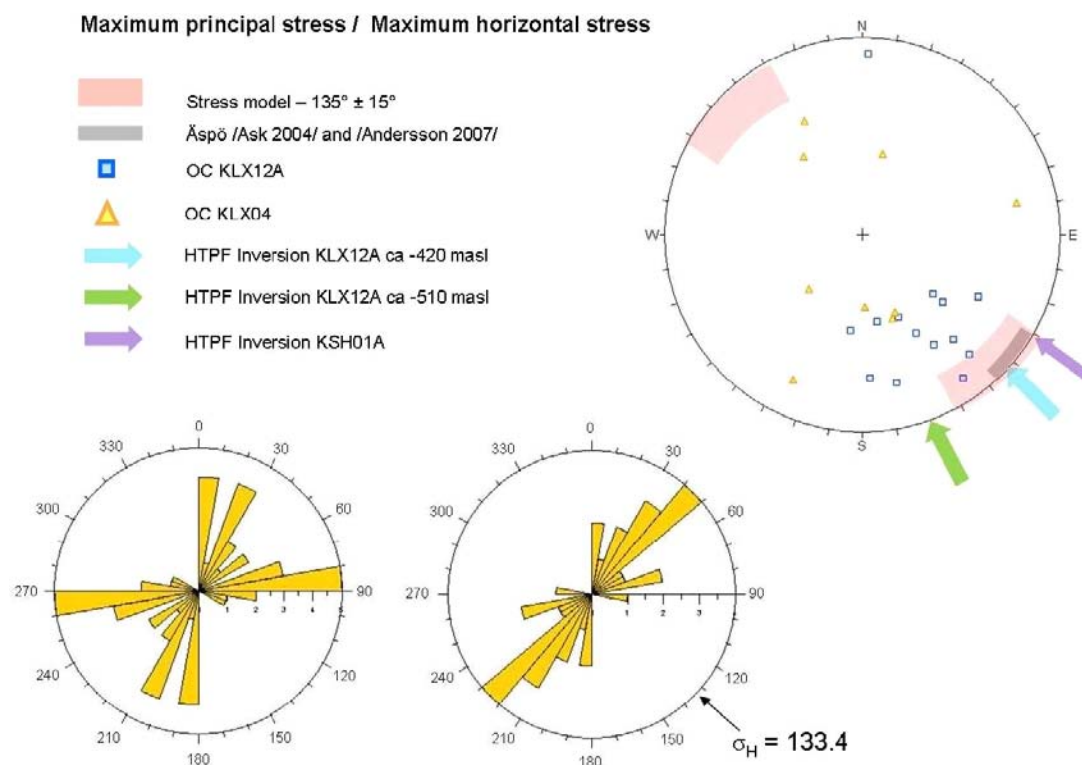 Maximum principal stress / Maximum horizontal stress
Stress model – 135° ± 15°
Äspö /Ask 2004/ and /Andersson 2007/
OC KLX12A
OC KLX04
HTPF Inversion KLX12A ca -420 masl
HTPF Inversion KLX12A ca -510 masl
HTPF Inversion KSH01A
N
W
E
S
0
330
30
300
60
270
90
1 2 3 4 5
240
120
210
150
180
0
330
30
300
60
270
90
1 2 3
240
120
210
150
180
σH = 133.4